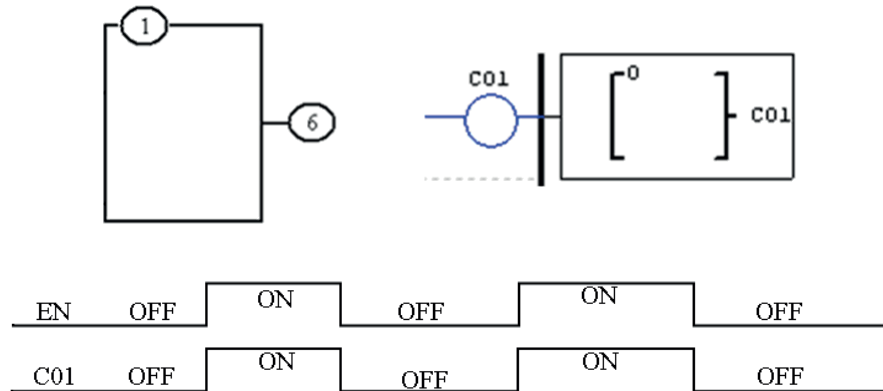 1
6
C01
0
C01
EN OFF ON OFF ON OFF
C01 OFF ON OFF ON OFF